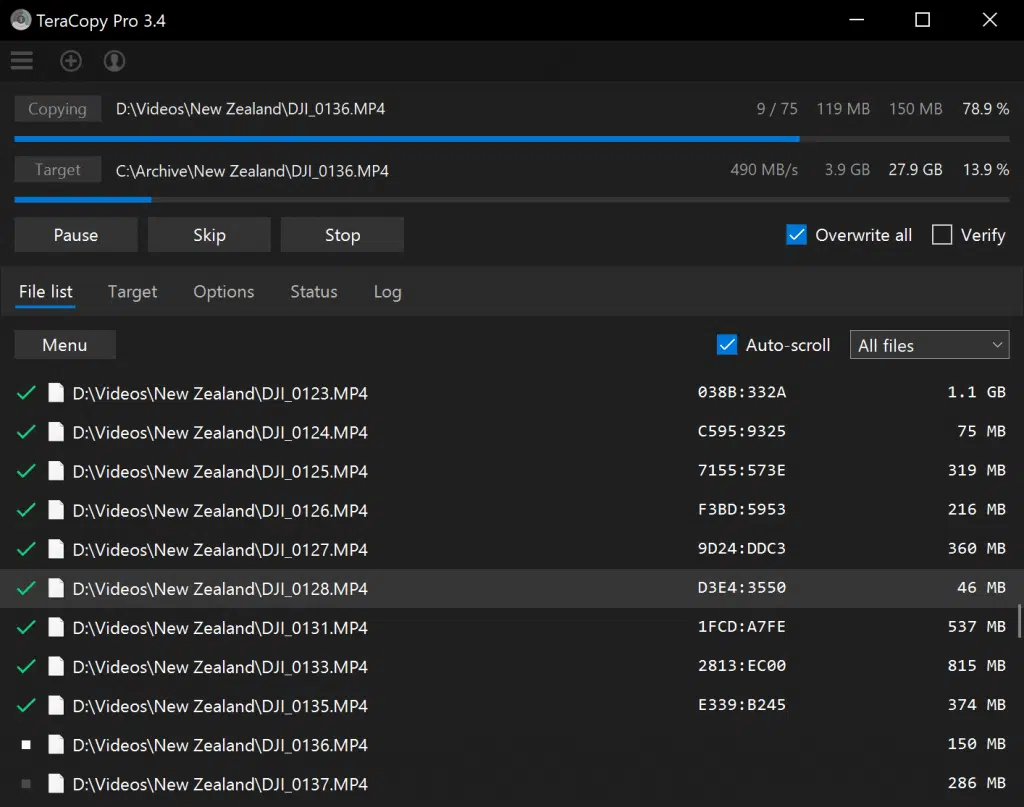 TeraCopy Pro 3.4
Copying D:\Videos\New Zealand\DJI_0136.MP4 9 / 75 119 MB 150 MB 78.9 %
Target C:\Archive\New Zealand\DJI_0136.MP4 490 MB/s 3.9 GB 27.9 GB 13.9 %
Pause Skip Stop Overwrite all Verify
File list Target Options Status Log
Menu Auto-scroll All files
D:\Videos\New Zealand\DJI_0123.MP4 038B:332A 1.1 GB
D:\Videos\New Zealand\DJI_0124.MP4 C595:9325 75 MB
D:\Videos\New Zealand\DJI_0125.MP4 7155:573E 319 MB
D:\Videos\New Zealand\DJI_0126.MP4 F3BD:5953 216 MB
D:\Videos\New Zealand\DJI_0127.MP4 9D24:DDC3 360 MB
D:\Videos\New Zealand\DJI_0128.MP4 D3E4:3550 46 MB
D:\Videos\New Zealand\DJI_0131.MP4 1FCD:A7FE 537 MB
D:\Videos\New Zealand\DJI_0133.MP4 2813:EC00 815 MB
D:\Videos\New Zealand\DJI_0135.MP4 E339:B245 374 MB
D:\Videos\New Zealand\DJI_0136.MP4 150 MB
D:\Videos\New Zealand\DJI_0137.MP4 286 MB